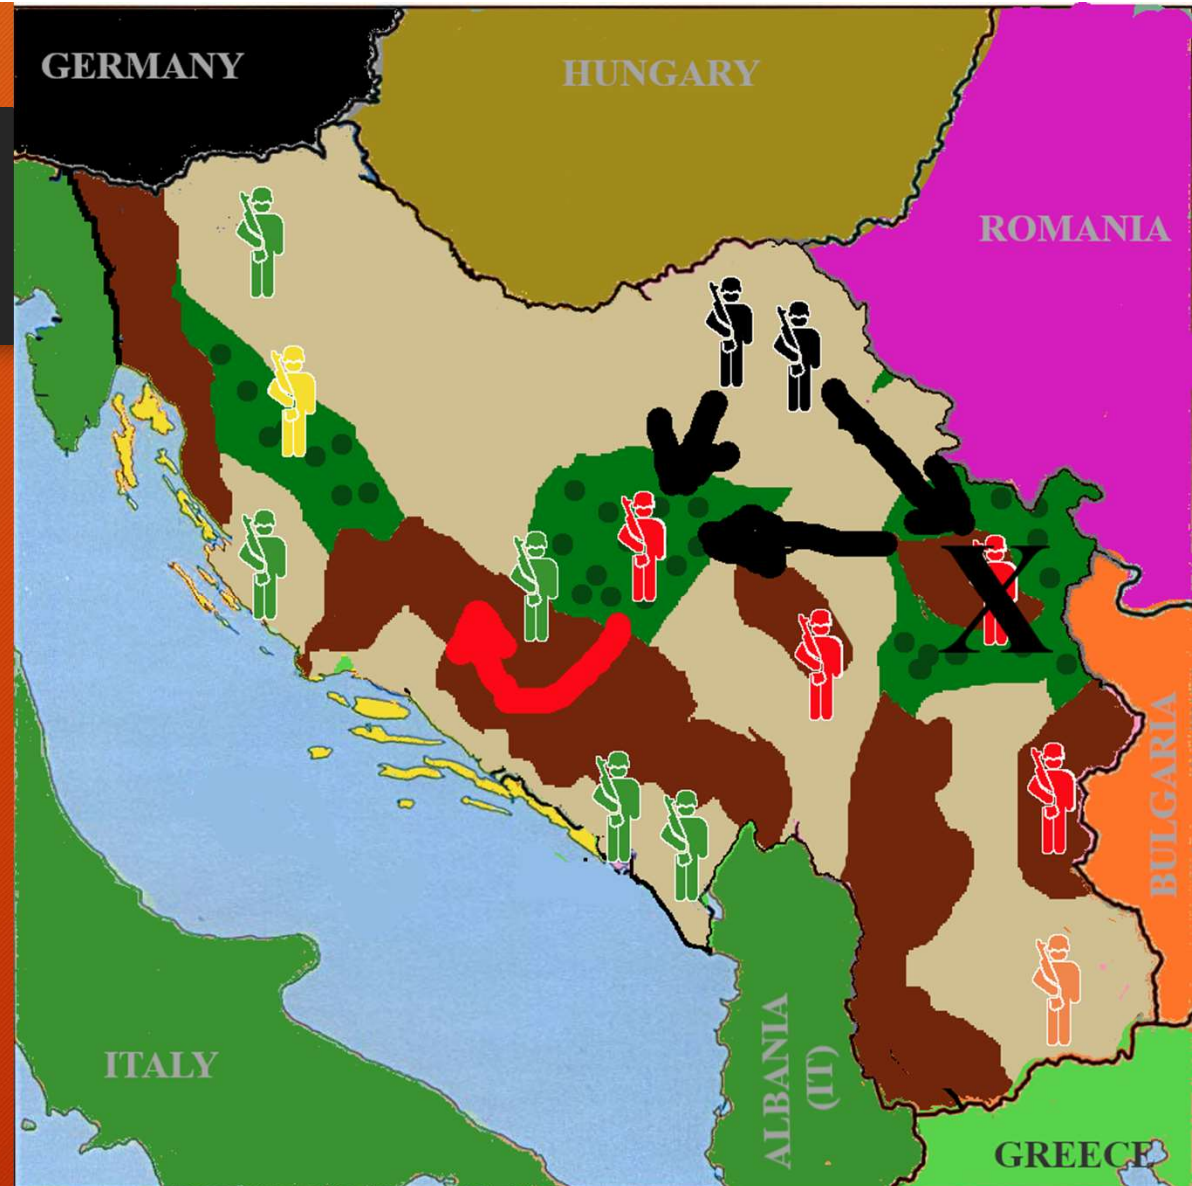 GERMANY
HUNGARY
ROMANIA
X
BULGARIA
ITALY
ALBANIA
(IT)
GREECE